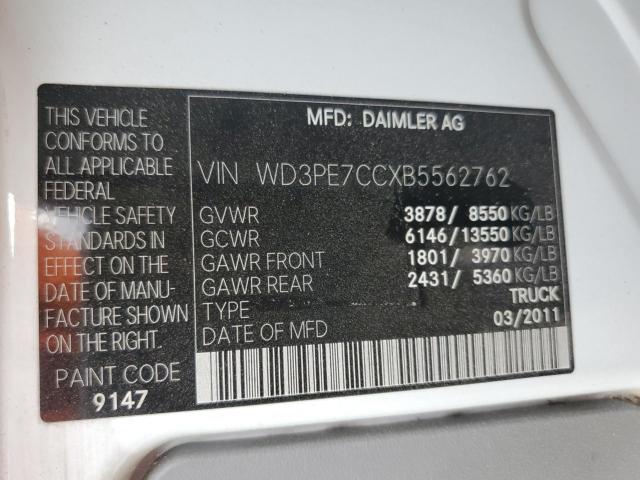 THIS VEHICLE
CONFORMS TO
ALL APPLICABLE
FEDERAL
VEHICLE SAFETY
STANDARDS IN
EFFECT ON THE
DATE OF MANU-
FACTURE SHOWN
ON THE RIGHT.
PAINT CODE
9147
MFD: DAIMLER AG
VIN WD3PE7CCXB5562762
GVWR 3878/ 8550 KG/LB
GCWR 6146/13550 KG/LB
GAWR FRONT 1801/ 3970 KG/LB
GAWR REAR 2431/ 5360 KG/LB
TYPE TRUCK
DATE OF MFD 03/2011